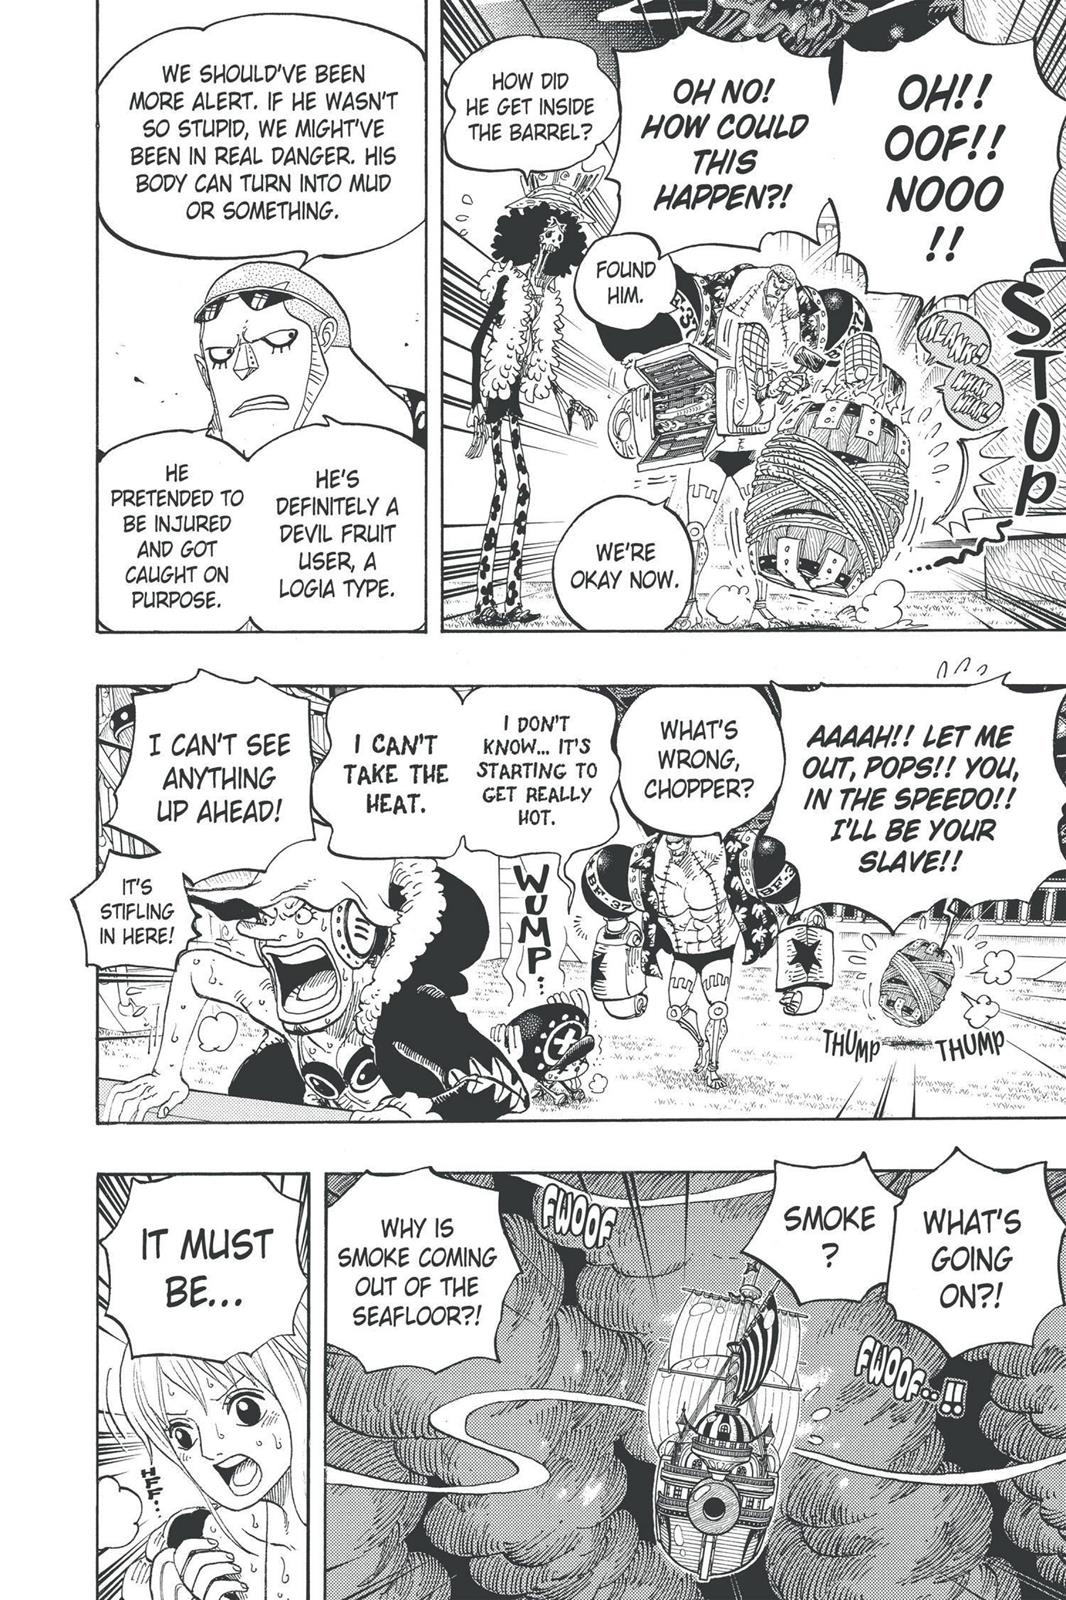 OH!!
OOF!!
NOOO
!!
OH NO!
HOW COULD
THIS
HAPPEN?!
HOW DID
HE GET INSIDE
THE BARREL?
FOUND
HIM.
STOP
WE'RE
OKAY NOW.
WE SHOULD'VE BEEN
MORE ALERT. IF HE WASN'T
SO STUPID, WE MIGHT'VE
BEEN IN REAL DANGER. HIS
BODY CAN TURN INTO MUD
OR SOMETHING.
HE'S
DEFINITELY A
DEVIL FRUIT
USER, A
LOGIA TYPE.
HE
PRETENDED TO
BE INJURED
AND GOT
CAUGHT ON
PURPOSE.
AAAAH!! LET ME
OUT, POPS!! YOU,
IN THE SPEEDO!!
I'LL BE YOUR
SLAVE!!
THUMP
THUMP
WHAT'S
WRONG,
CHOPPER?
I DON'T
KNOW... IT'S
STARTING TO
GET REALLY
HOT.
WUMP...
I CAN'T
TAKE THE
HEAT.
I CAN'T SEE
ANYTHING
UP AHEAD!
IT'S
STIFLING
IN HERE!
WHAT'S
GOING
ON?!
SMOKE
?
FWOOF..!!
FWOOF
WHY IS
SMOKE COMING
OUT OF THE
SEAFLOOR?!
IT MUST
BE...
HFF...